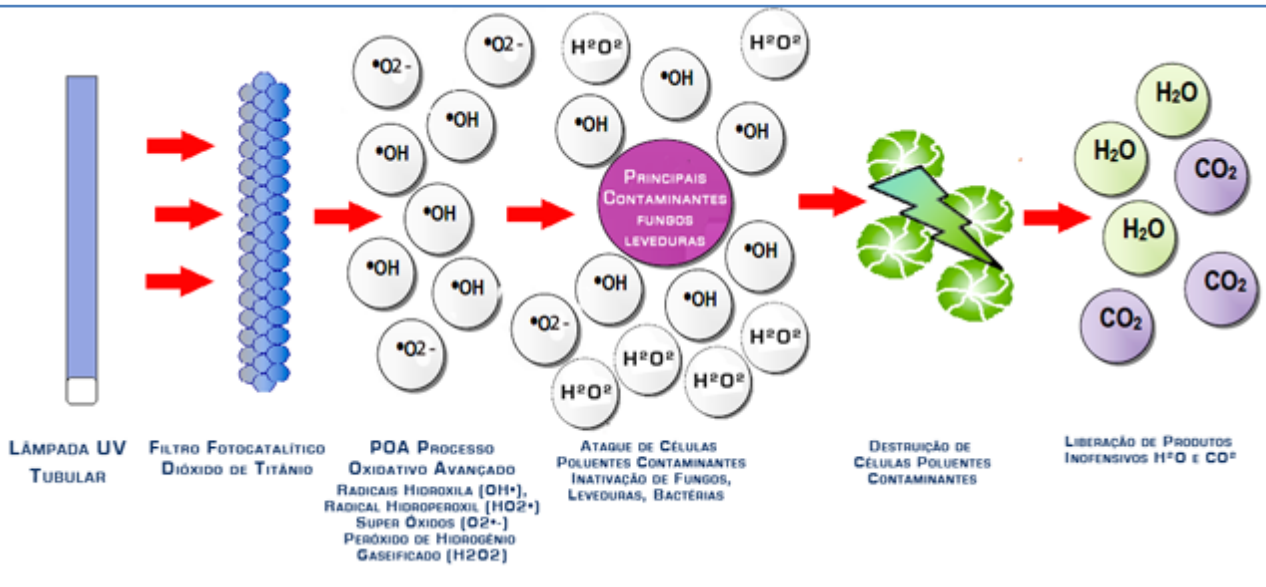 •O2-
•O2-
•OH
•OH
•OH
•OH
•OH
•O2-
H²O²
H²O²
•OH
•OH
•OH
PRINCIPAIS
CONTAMINANTES
FUNGOS
LEVEDURAS
•OH
•OH
•OH
•O2-
H²O²
H²O²
H²O²
H²O²
H₂O
H₂O
CO₂
H₂O
CO₂
CO₂
LÂMPADA UV
TUBULAR
FILTRO FOTOCATALÍTICO
DIÓXIDO DE TITÂNIO
POA PROCESSO
OXIDATIVO AVANÇADO
RADICAIS HIDROXILA (OH•),
RADICAL HIDROPEROXIL (HO2•)
SUPER ÓXIDOS (O2•-)
PERÓXIDO DE HIDROGÊNIO
GASEIFICADO (H2O2)
ATAQUE DE CÉLULAS
POLUENTES CONTAMINANTES
INATIVAÇÃO DE FUNGOS,
LEVEDURAS, BACTÉRIAS
DESTRUIÇÃO DE
CÉLULAS POLUENTES
CONTAMINANTES
LIBERAÇÃO DE PRODUTOS
INOFENSIVOS H²O E CO²